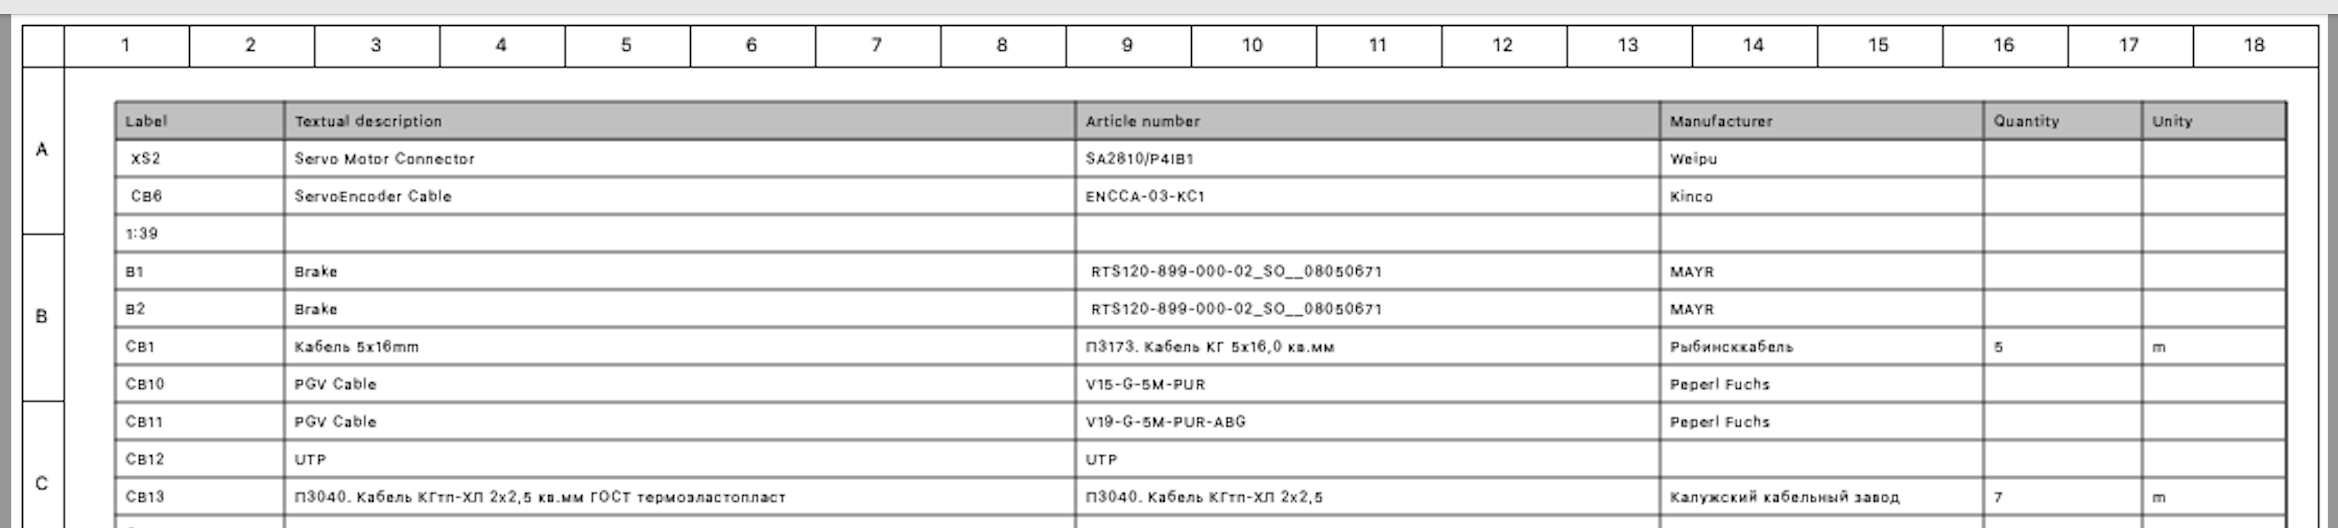 1 2 3 4 5 6 7 8 9 10 11 12 13 14 15 16 17 18
A
Label Textual description Article number Manufacturer Quantity Unity
XS2 Servo Motor Connector SA2810/P4IB1 Weipu
CB6 ServoEncoder Cable ENCCA-03-KC1 Kinco
1:39
B1 Brake RTS120-899-000-02_SO__08050671 MAYR
B
B2 Brake RTS120-899-000-02_SO__08050671 MAYR
CB1 Кабель 5x16mm П3173. Кабель КГ 5х16,0 кв.мм Рыбинсккабель 5 m
CB10 PGV Cable V15-G-5M-PUR Peperl Fuchs
CB11 PGV Cable V19-G-5M-PUR-ABG Peperl Fuchs
CB12 UTP UTP
C
CB13 П3040. Кабель КГтп-ХЛ 2х2,5 кв.мм ГОСТ термоэластопласт П3040. Кабель КГтп-ХЛ 2х2,5 Калужский кабельный завод 7 m